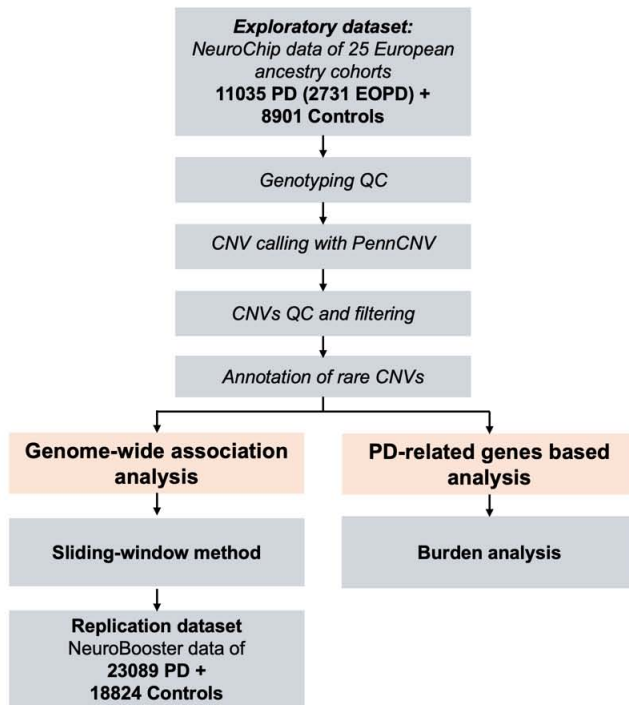 Exploratory dataset:
NeuroChip data of 25 European
ancestry cohorts
11035 PD (2731 EOPD) +
8901 Controls
Genotyping QC
CNV calling with PennCNV
CNVs QC and filtering
Annotation of rare CNVs
Genome-wide association
analysis
PD-related genes based
analysis
Sliding-window method
Burden analysis
Replication dataset
NeuroBooster data of
23089 PD +
18824 Controls